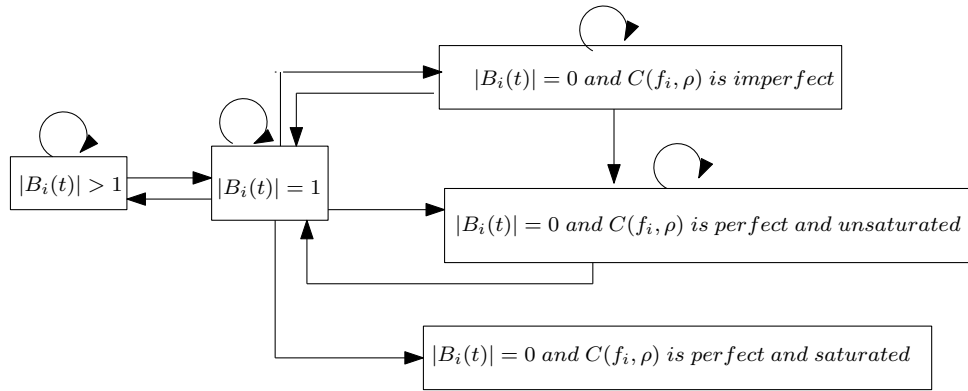 |B_i(t)| = 0 and C(f_i, ρ) is imperfect
|B_i(t)| > 1
|B_i(t)| = 1
|B_i(t)| = 0 and C(f_i, ρ) is perfect and unsaturated
|B_i(t)| = 0 and C(f_i, ρ) is perfect and saturated